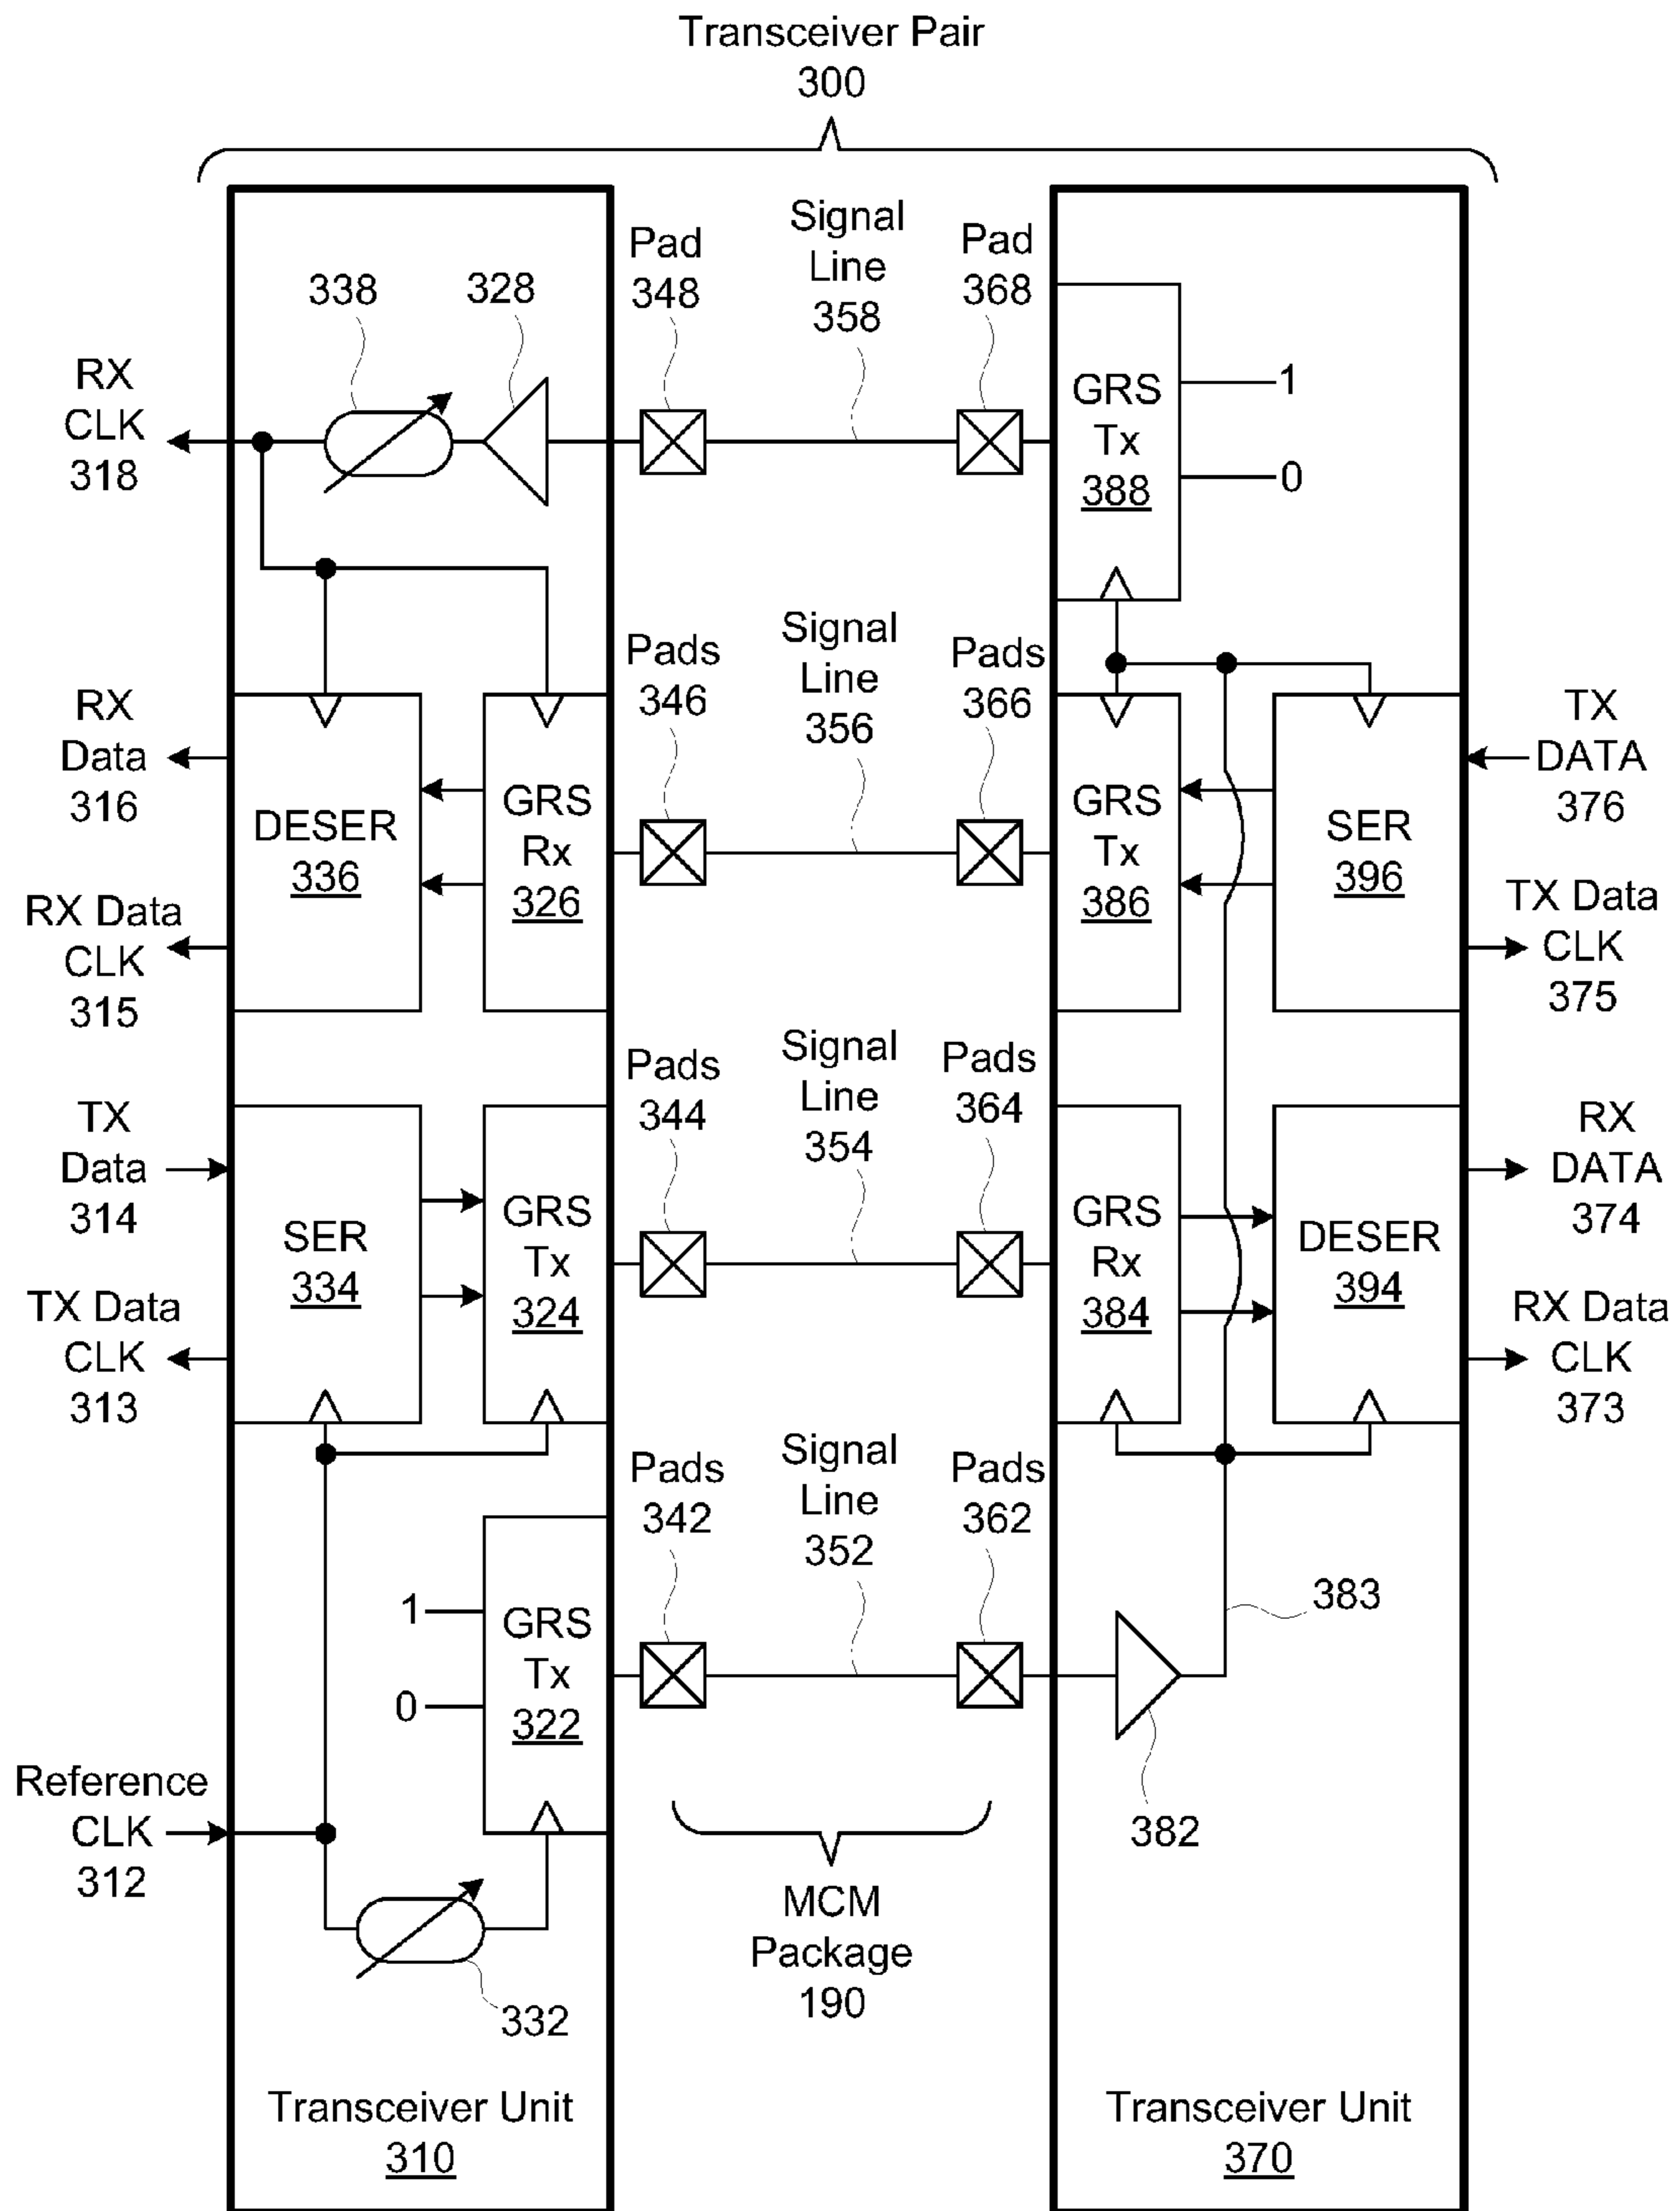 Transceiver Pair
300
338
328
Pad
348
Signal
Line
358
Pad
368
RX
CLK
318
GRS
Tx
388
1
0
RX
Data
316
RX Data
CLK
315
DESER
336
GRS
Rx
326
Pads
346
Signal
Line
356
Pads
366
GRS
Tx
386
SER
396
TX
DATA
376
TX Data
CLK
375
TX
Data
314
TX Data
CLK
313
SER
334
GRS
Tx
324
Pads
344
Signal
Line
354
Pads
364
GRS
Rx
384
DESER
394
RX
DATA
374
RX Data
CLK
373
1
0
GRS
Tx
322
Pads
342
Signal
Line
352
Pads
362
383
382
Reference
CLK
312
332
MCM
Package
190
Transceiver Unit
310
Transceiver Unit
370